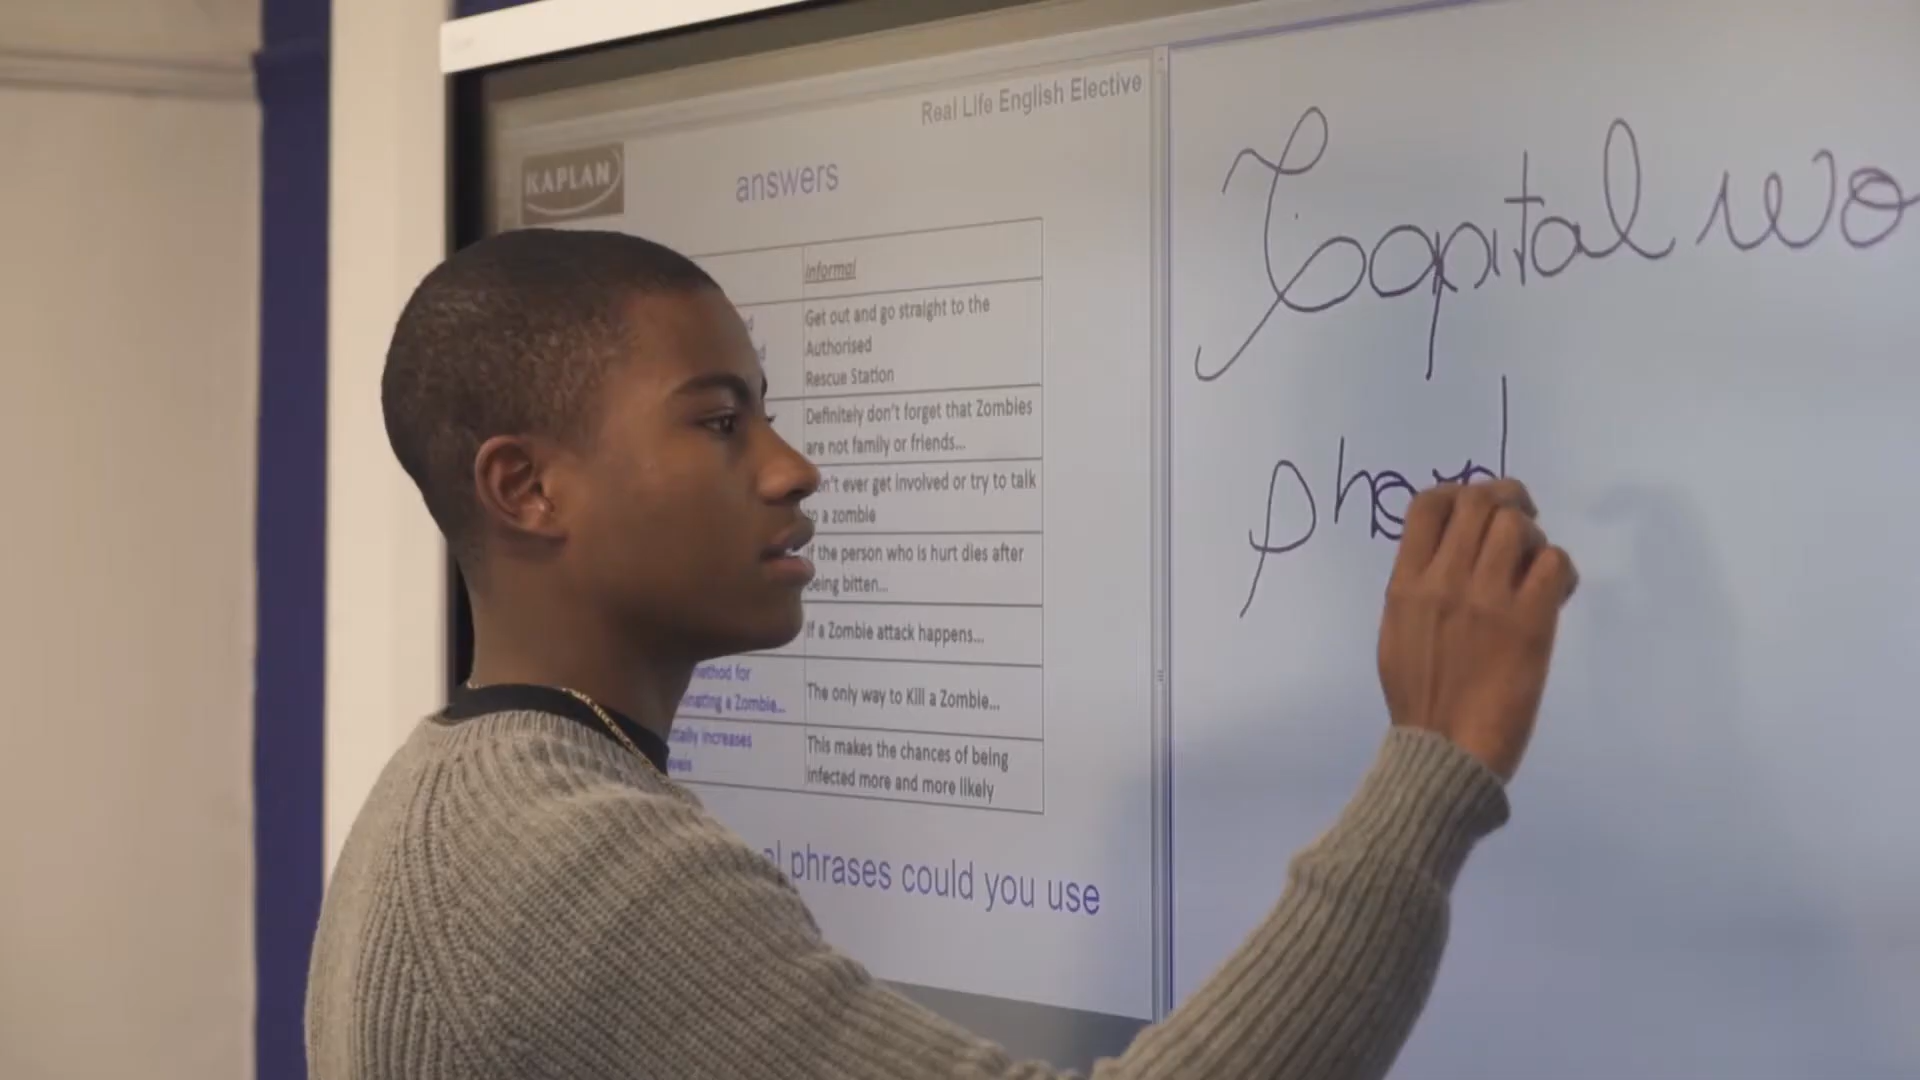 Real Life English Elective
KAPLAN
answers
informal
Get out and go straight to the
Authorised
Rescue Station
Definitely don't forget that Zombies
are not family or friends...
ever get involved or try to talk
to a zombie
If the person who is hurt dies after
being bitten...
If a Zombie attack happens...
method for
a Zombie...
The only way to Kill a Zombie...
increases
This makes the chances of being
infected more and more likely
phrases could you use
Capital wo